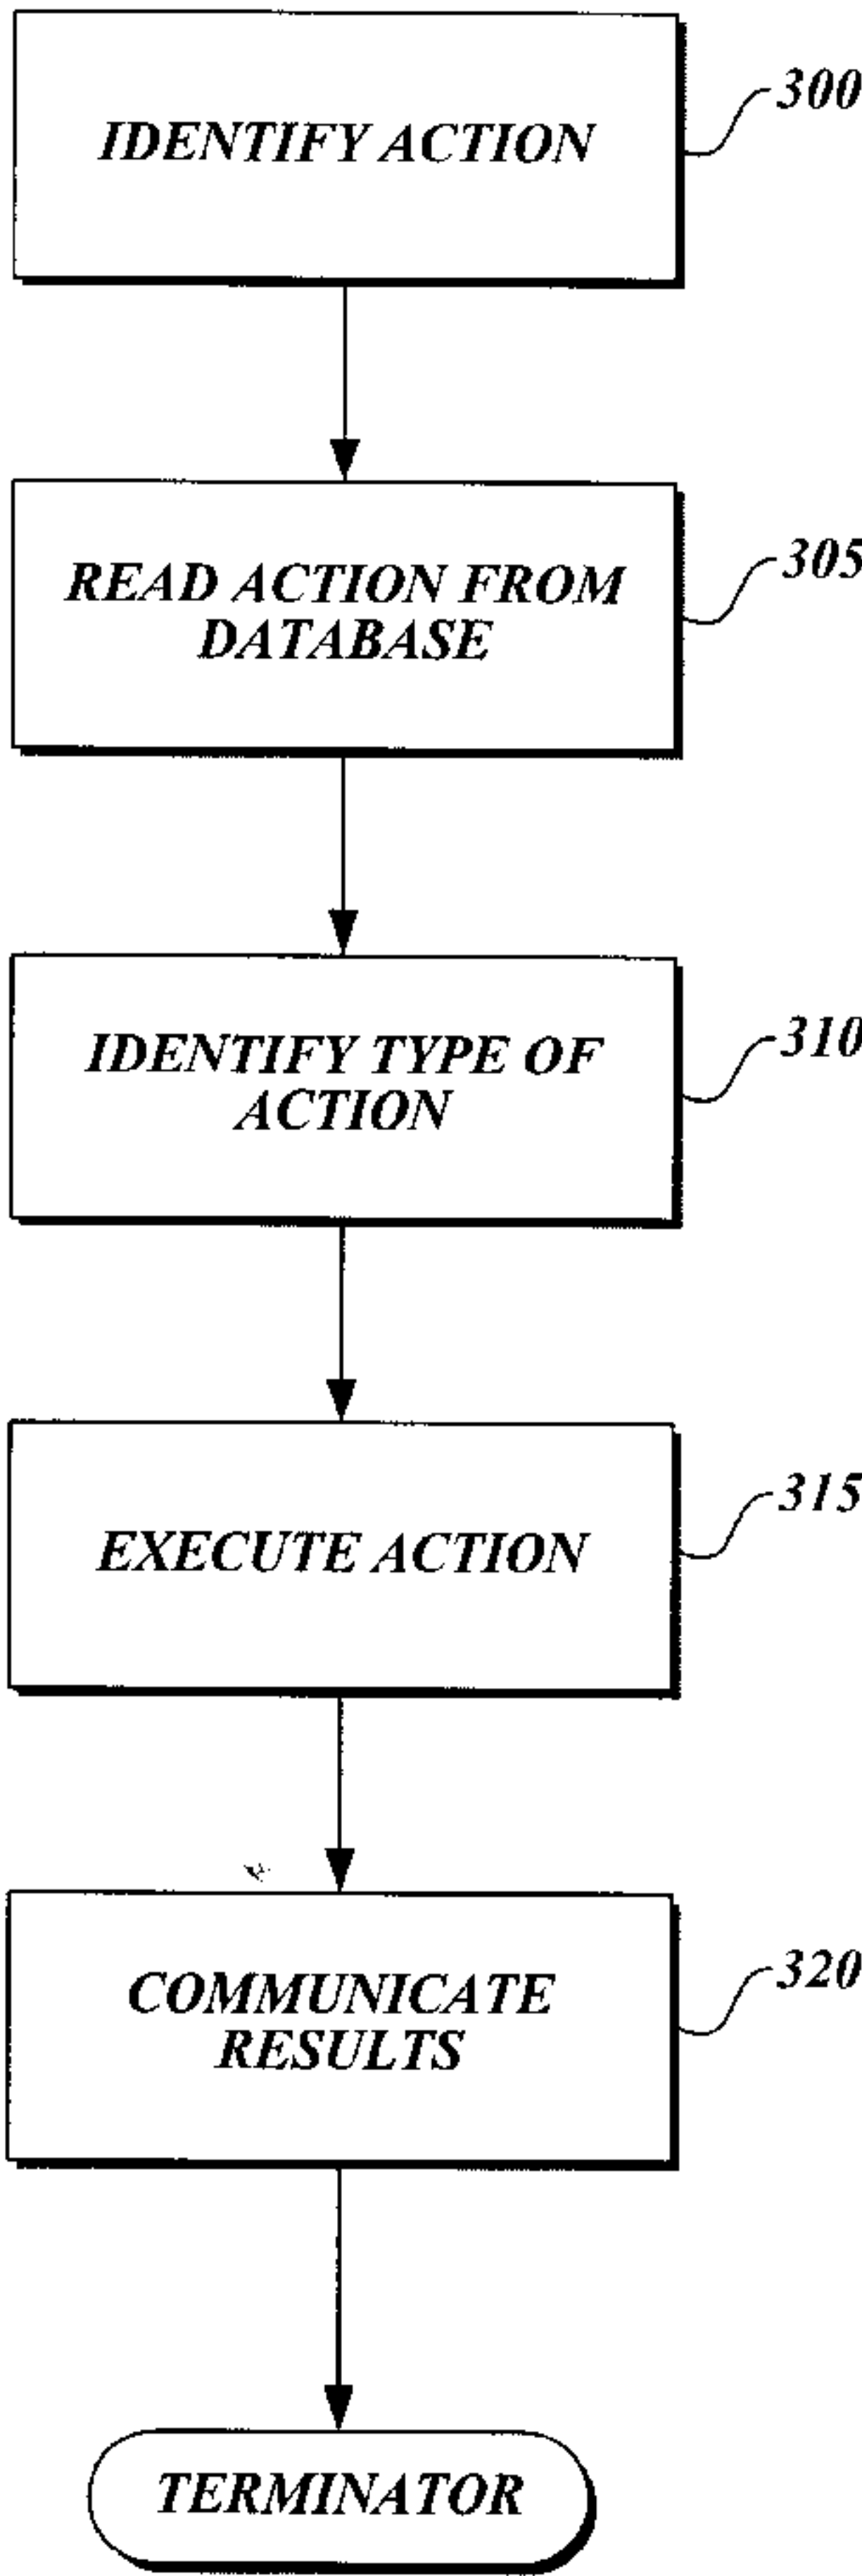 IDENTIFY ACTION
300
READ ACTION FROM
DATABASE
305
IDENTIFY TYPE OF
ACTION
310
EXECUTE ACTION
315
COMMUNICATE
RESULTS
320
TERMINATOR